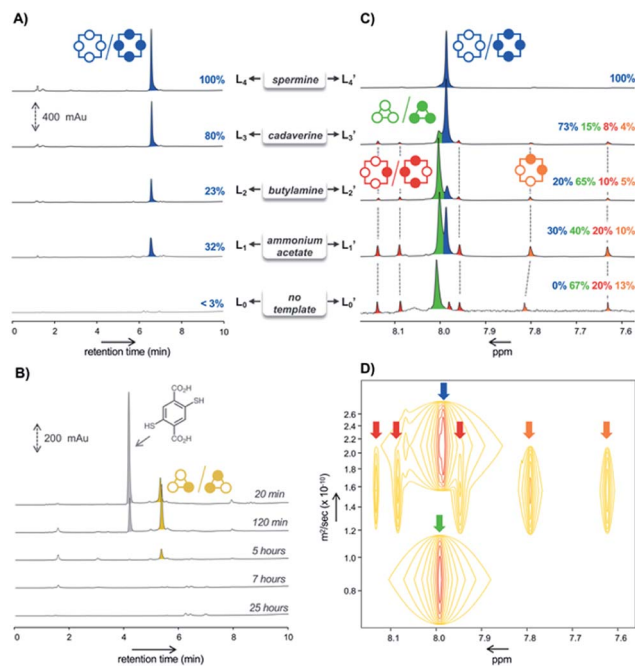 A)
100%
400 mAu
80%
23%
32%
< 3%
0 2 4 6 8 10
retention time (min)
L4 spermine L4'
L3 cadaverine L3'
L2 butylamine L2'
L1 ammonium acetate L1'
L0 no template L0'
C)
100%
73% 15% 8% 4%
20% 65% 10% 5%
30% 40% 20% 10%
0% 67% 20% 13%
8.1 8.0 7.9 7.8 7.7
ppm
B)
200 mAu
CO2H
SH
HS
CO2H
20 min
120 min
5 hours
7 hours
25 hours
0 2 4 6 8 10
retention time (min)
D)
m2/sec (x 10-10)
2.6
2.4
2.2
2.0
1.8
1.6
1.4
1.2
1.0
0.8
8.1 8.0 7.9 7.8 7.7
ppm